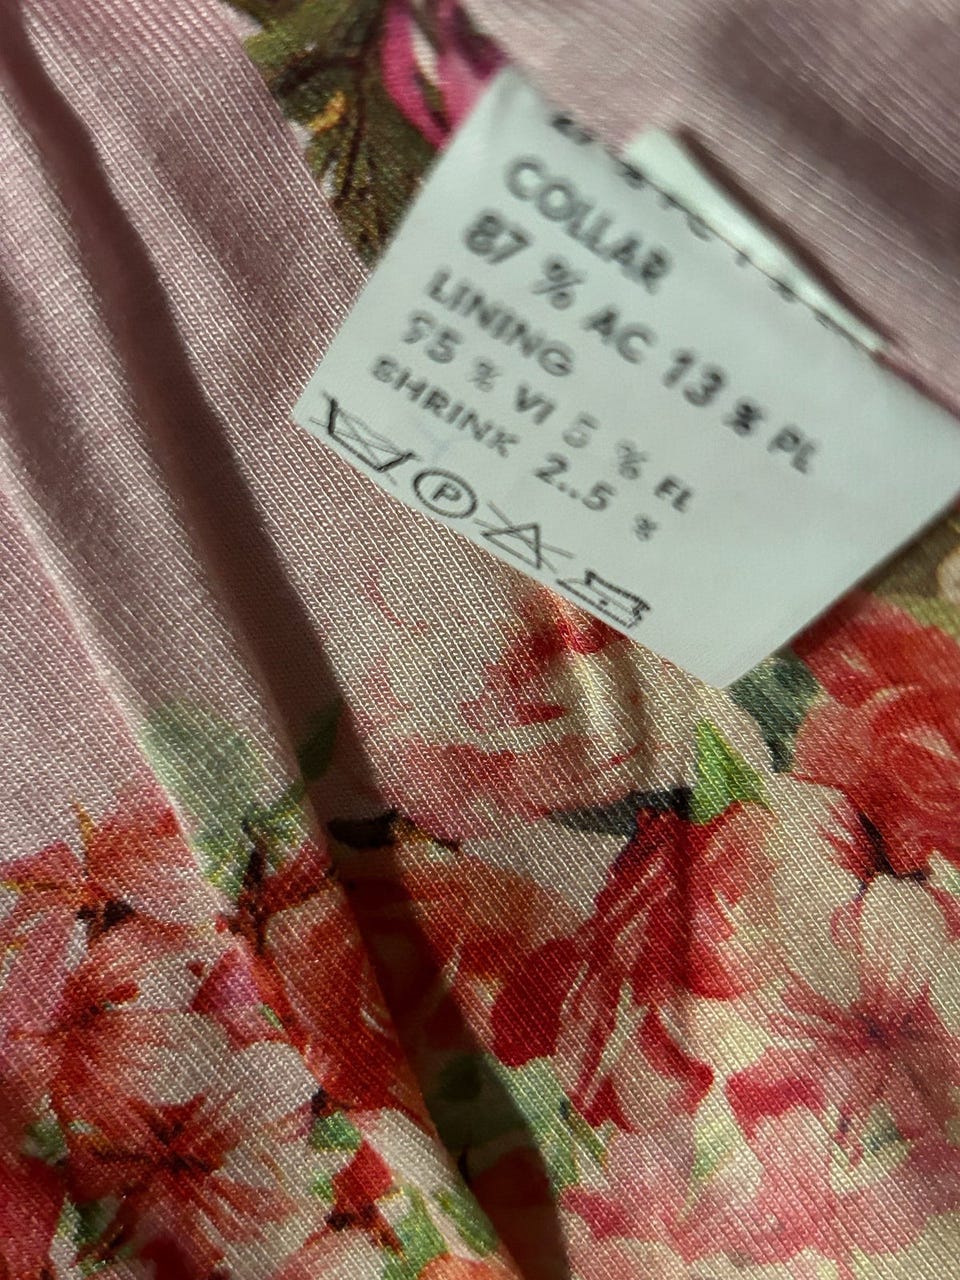 COLLAR
87 % AC 13 % PL
LINING
95 % VI 5 % EL
SHRINK 2..5 %
P